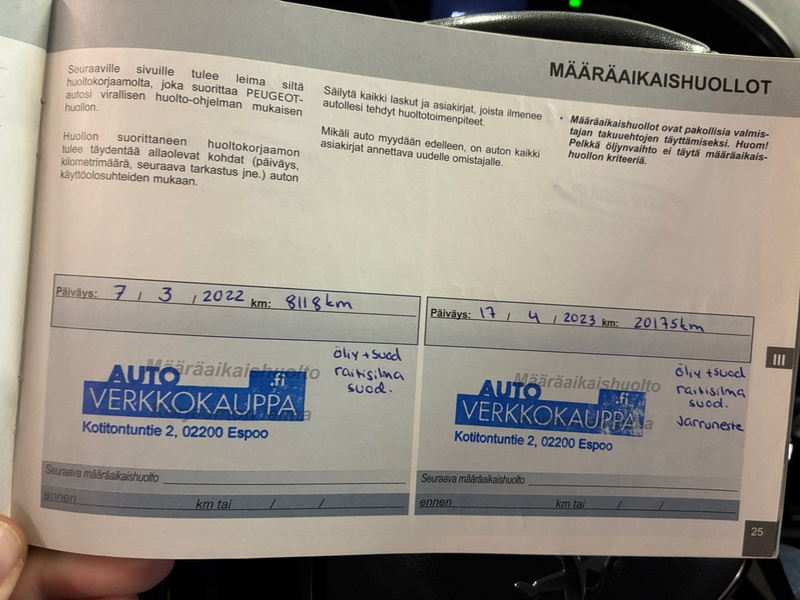 MÄÄRÄAIKAISHUOLLOT
Seuraaville sivuille tulee leima siltä
huoltokorjaamolta, joka suorittaa PEUGEOT-
autosi virallisen huolto-ohjelman mukaisen
huollon.
Huollon suorittaneen huoltokorjaamon
tulee täydentää allaolevat kohdat (päiväys,
kilometrimäärä, seuraava tarkastus jne.) auton
käyttöolosuhteiden mukaan.
Säilytä kaikki laskut ja asiakirjat, joista ilmenee
autollesi tehdyt huoltotoimenpiteet.
Mikäli auto myydään edelleen, on auton kaikki
asiakirjat annettava uudelle omistajalle.
• Määräaikaishuollot ovat pakollisia valmis-
tajan takuuehtojen täyttämiseksi. Huom!
Pelkkä öljynvaihto ei täytä määräaikais-
huollon kriteeriä.
Päiväys: 7 / 3 / 2022 km: 8118km
Määräaikaishuolto
öljy+suod
raitisilma
suod.
AUTO .fi
VERKKOKAUPPA
Kotitontuntie 2, 02200 Espoo
Seuraava määräaikaishuolto
ennen km tai / /
Päiväys: 17 / 4 / 2023 km: 20175km
Määräaikaishuolto
öljy+suod
raitisilma
suod.
Jarruneste
AUTO .fi
VERKKOKAUPPA
Kotitontuntie 2, 02200 Espoo
Seuraava määräaikaishuolto
ennen km tai / /
III
25